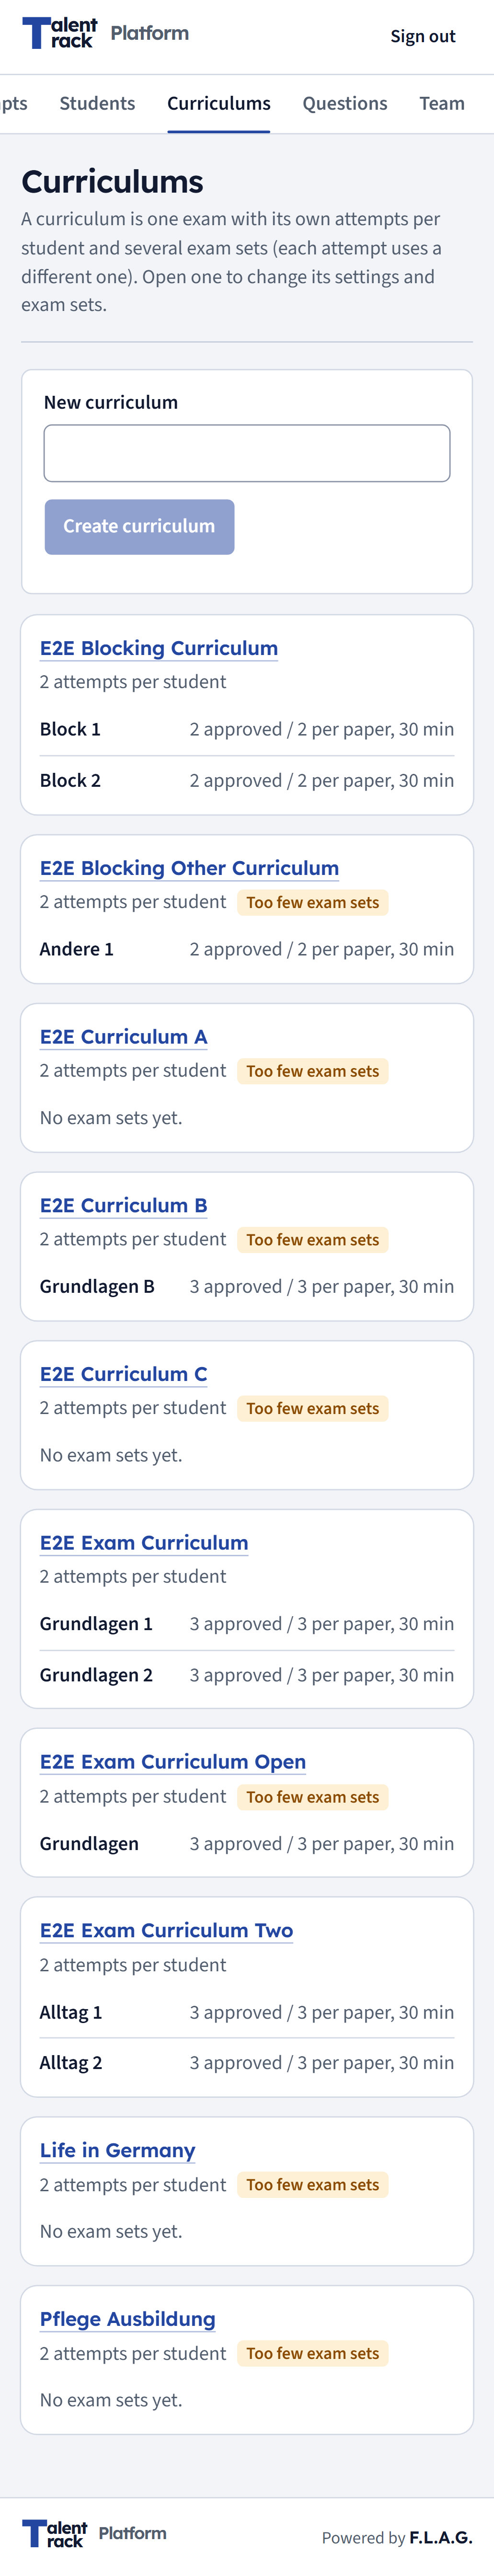 Talent
rack
Platform
Sign out
pts
Students
Curriculums
Questions
Team
Curriculums
A curriculum is one exam with its own attempts per
student and several exam sets (each attempt uses a
different one). Open one to change its settings and
exam sets.
New curriculum
Create curriculum
E2E Blocking Curriculum
2 attempts per student
Block 1 2 approved / 2 per paper, 30 min
Block 2 2 approved / 2 per paper, 30 min
E2E Blocking Other Curriculum
2 attempts per student Too few exam sets
Andere 1 2 approved / 2 per paper, 30 min
E2E Curriculum A
2 attempts per student Too few exam sets
No exam sets yet.
E2E Curriculum B
2 attempts per student Too few exam sets
Grundlagen B 3 approved / 3 per paper, 30 min
E2E Curriculum C
2 attempts per student Too few exam sets
No exam sets yet.
E2E Exam Curriculum
2 attempts per student
Grundlagen 1 3 approved / 3 per paper, 30 min
Grundlagen 2 3 approved / 3 per paper, 30 min
E2E Exam Curriculum Open
2 attempts per student Too few exam sets
Grundlagen 3 approved / 3 per paper, 30 min
E2E Exam Curriculum Two
2 attempts per student
Alltag 1 3 approved / 3 per paper, 30 min
Alltag 2 3 approved / 3 per paper, 30 min
Life in Germany
2 attempts per student Too few exam sets
No exam sets yet.
Pflege Ausbildung
2 attempts per student Too few exam sets
No exam sets yet.
Talent
rack
Platform
Powered by F.L.A.G.